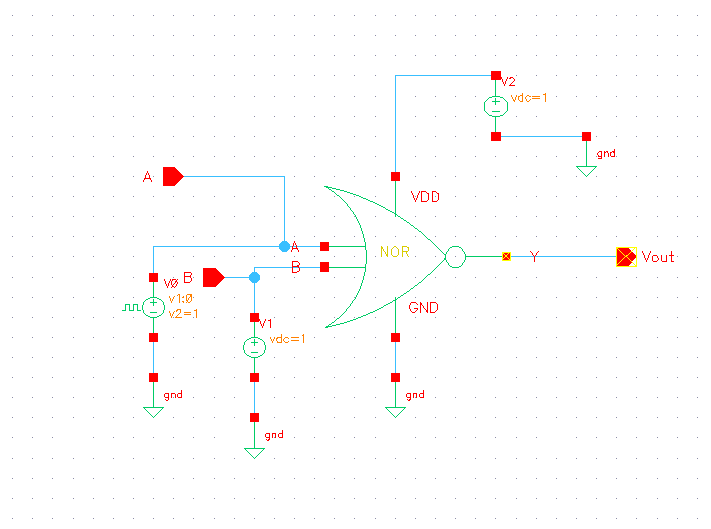 V2
vdc=1
gnd
A
VDD
A
NOR
B
Y
Vout
V0
B
v1:0
v2=1
GND
V1
vdc=1
gnd
gnd
gnd